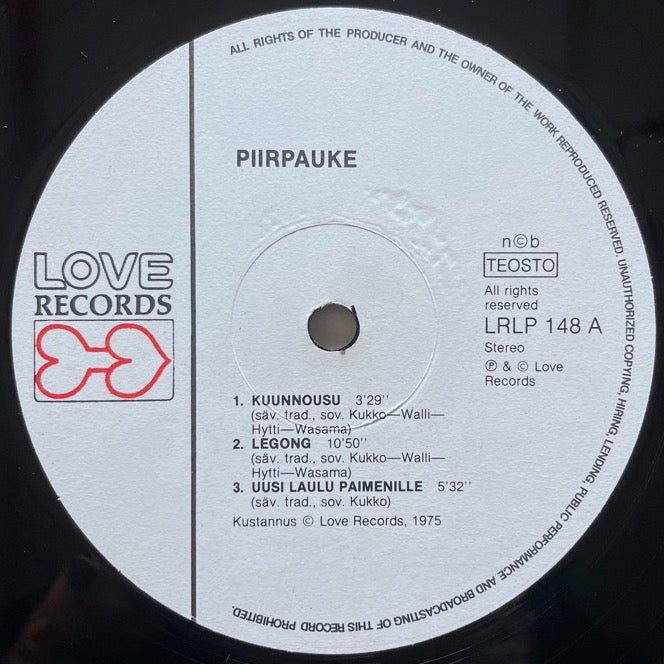 ALL RIGHTS OF THE PRODUCER AND THE OWNER OF THE WORK REPRODUCED RESERVED. UNAUTHORIZED COPYING, HIRING, LENDING, PUBLIC PERFORMANCE AND BROADCASTING OF THIS RECORD PROHIBITED.
PIIRPAUKE
LOVE
RECORDS
n©b
TEOSTO
All rights
reserved
LRLP 148 A
Stereo
℗ & © Love
Records
1. KUUNNOUSU 3'29''
(säv. trad., sov. Kukko—Walli—
Hytti—Wasama)
2. LEGONG 10'50''
(säv. trad., sov. Kukko—Walli—
Hytti—Wasama)
3. UUSI LAULU PAIMENILLE 5'32''
(säv. trad., sov. Kukko)
Kustannus © Love Records, 1975